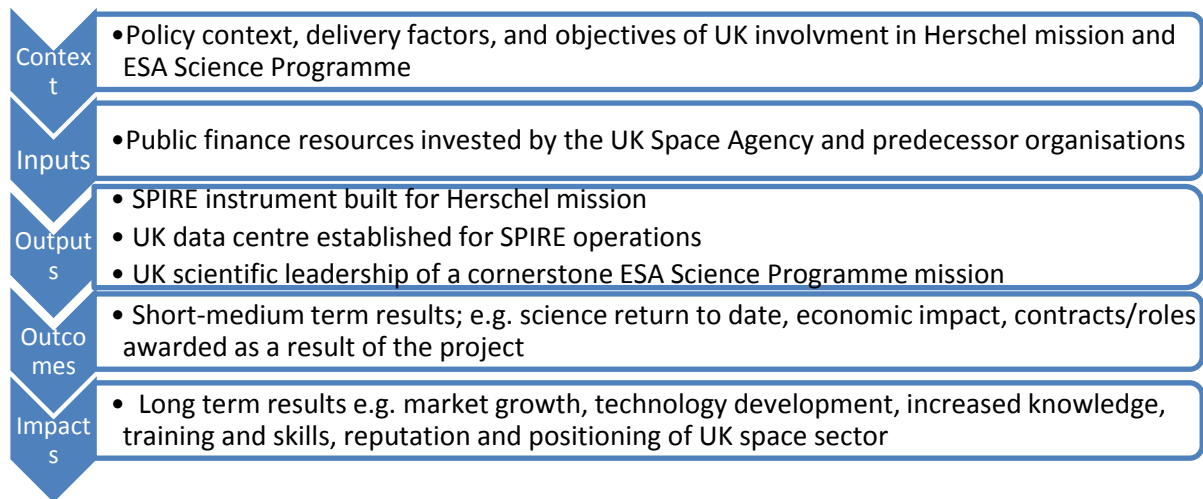 Contex
t
•Policy context, delivery factors, and objectives of UK involvment in Herschel mission and
ESA Science Programme
Inputs
•Public finance resources invested by the UK Space Agency and predecessor organisations
Output
s
• SPIRE instrument built for Herschel mission
• UK data centre established for SPIRE operations
• UK scientific leadership of a cornerstone ESA Science Programme mission
Outco
mes
• Short-medium term results; e.g. science return to date, economic impact, contracts/roles
awarded as a result of the project
Impact
s
• Long term results e.g. market growth, technology development, increased knowledge,
training and skills, reputation and positioning of UK space sector